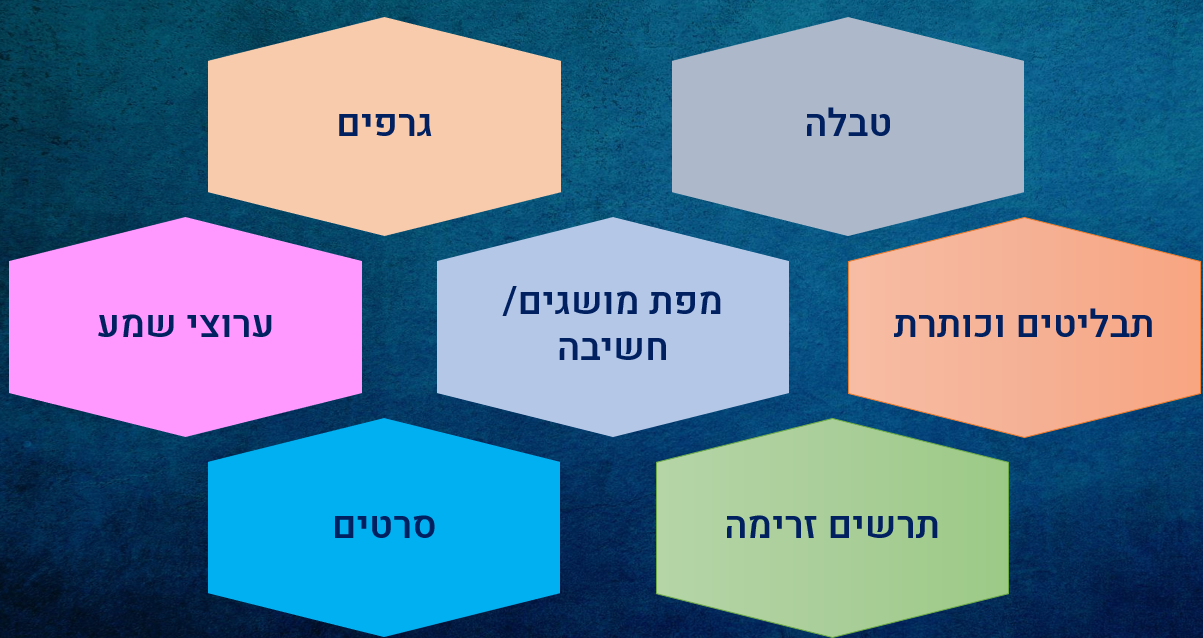 טבלה
גרפים
תבליטים וכותרת
מפת מושגים/
חשיבה
ערוצי שמע
תרשים זרימה
סרטים